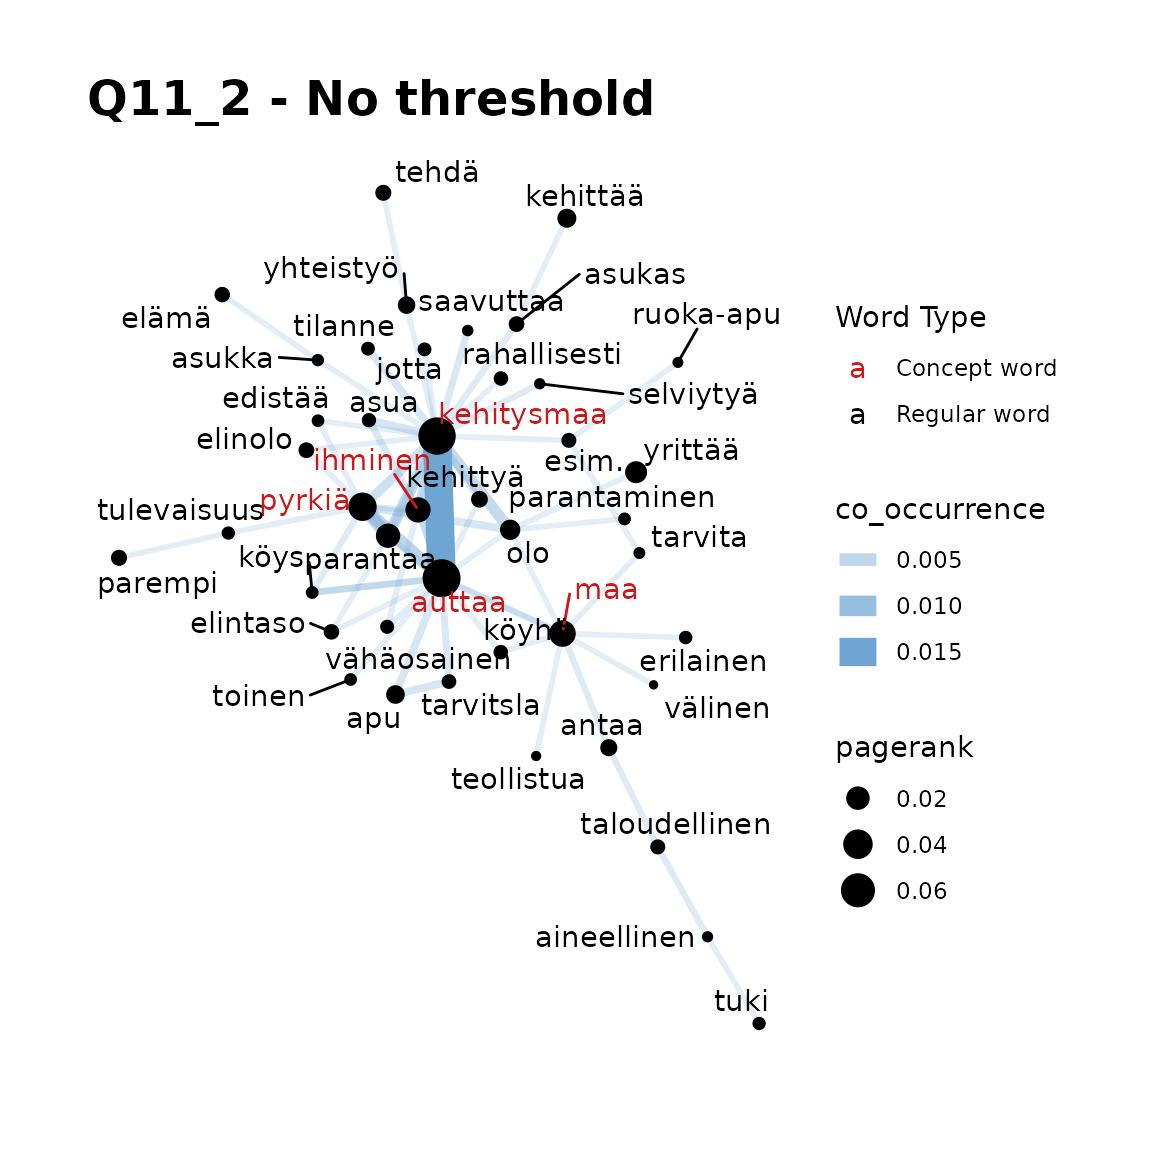 Q11_2 - No threshold
tehdä
kehittää
yhteistyö
asukas
saavuttaa
elämä
tilanne
ruoka-apu
asukka
jotta
rahallisesti
edistää
asua
selviytyä
kehitysmaa
elinolo
ihminen
esim.
yrittää
kehittyä
pyrkiä
parantaminen
tulevaisuus
tarvita
köys
parantaa
olo
parempi
maa
auttaa
elintaso
köyhä
vähäosainen
erilainen
toinen
apu
tarvitsla
välinen
antaa
teollistua
taloudellinen
aineellinen
tuki
Word Type
a Concept word
a Regular word
co_occurrence
0.005
0.010
0.015
pagerank
0.02
0.04
0.06